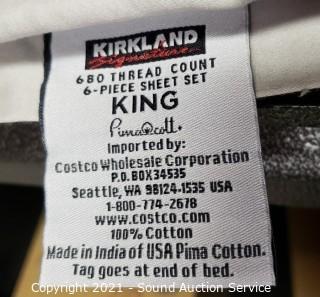 KIRKLAND
Signature
680 THREAD COUNT
6-PIECE SHEET SET
KING
Pimacott.
Imported by:
Costco Wholesale Corporation
P.O. BOX34535
Seattle, WA 98124-1535 USA
1-800-774-2678
www.costco.com
100% Cotton
Made in India of USA Pima Cotton.
Tag goes at end of bed.
Copyright 2021 - Sound Auction Service